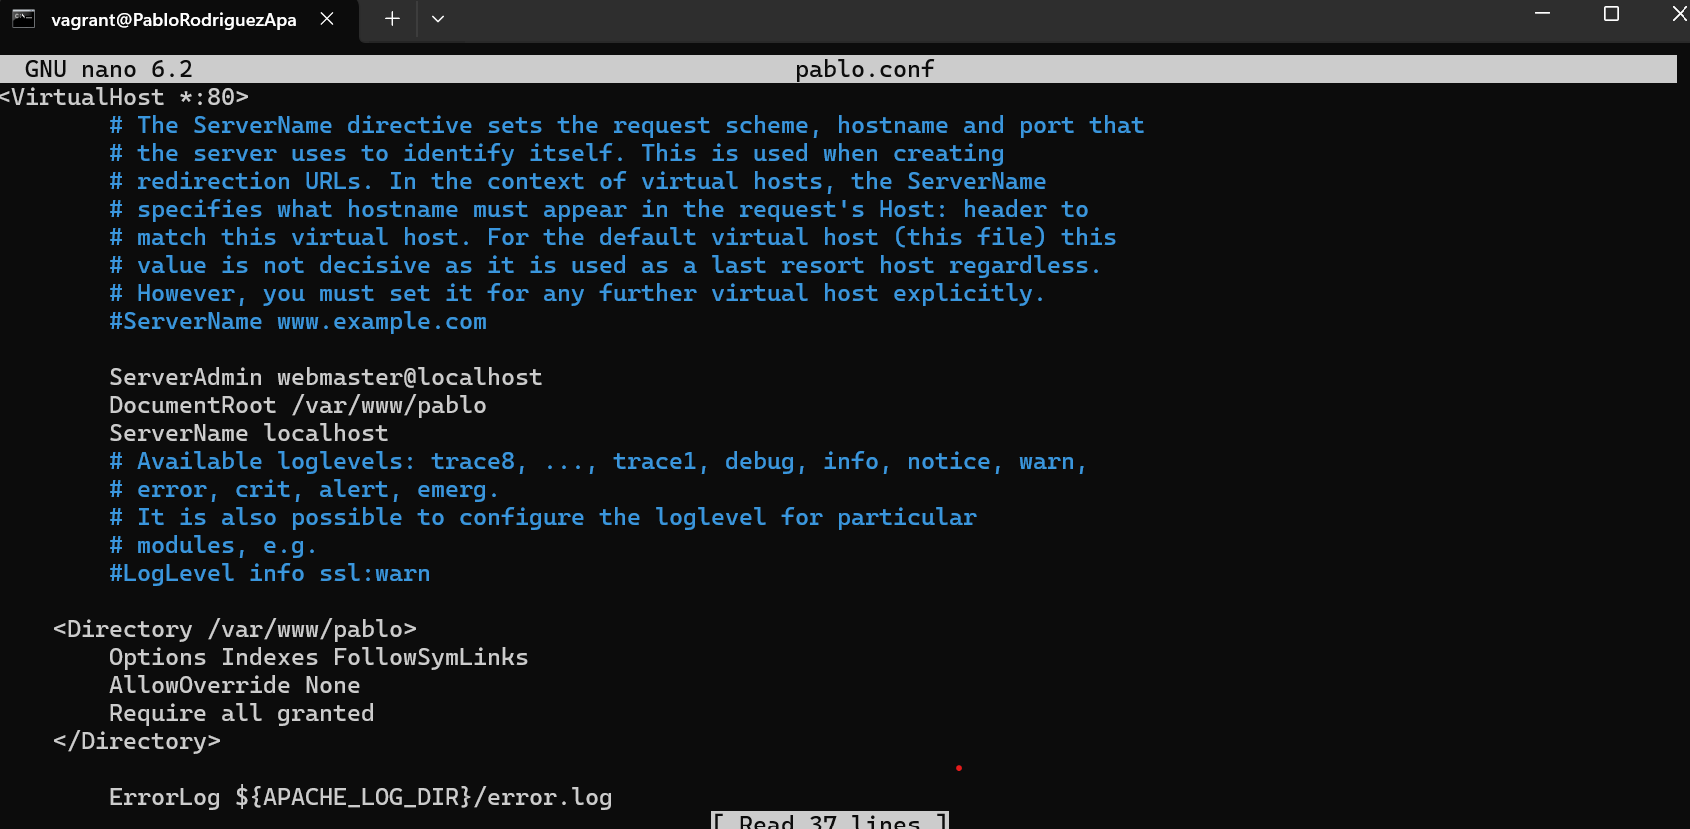 vagrant@PabloRodriguezApa
GNU nano 6.2 pablo.conf
<VirtualHost *:80>
# The ServerName directive sets the request scheme, hostname and port that
# the server uses to identify itself. This is used when creating
# redirection URLs. In the context of virtual hosts, the ServerName
# specifies what hostname must appear in the request's Host: header to
# match this virtual host. For the default virtual host (this file) this
# value is not decisive as it is used as a last resort host regardless.
# However, you must set it for any further virtual host explicitly.
#ServerName www.example.com
ServerAdmin webmaster@localhost
DocumentRoot /var/www/pablo
ServerName localhost
# Available loglevels: trace8, ..., trace1, debug, info, notice, warn,
# error, crit, alert, emerg.
# It is also possible to configure the loglevel for particular
# modules, e.g.
#LogLevel info ssl:warn
<Directory /var/www/pablo>
Options Indexes FollowSymLinks
AllowOverride None
Require all granted
</Directory>
ErrorLog ${APACHE_LOG_DIR}/error.log
[ Read 37 lines ]